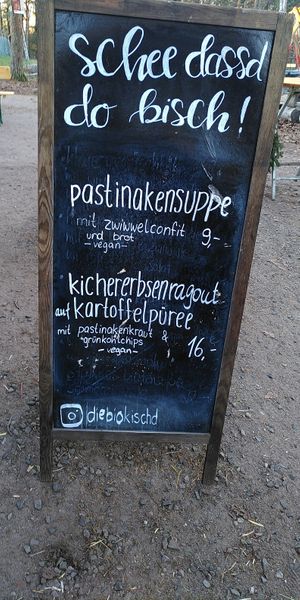 schee dassd
do bisch!
pastinakensuppe
mit zwiwwelconfit 9,-
und brot
-vegan-
kichererbsenragout
auf kartoffelpüree
mit pastinakenkraut &
grünkohlchips 16,-
-vegan-
diebiokischd